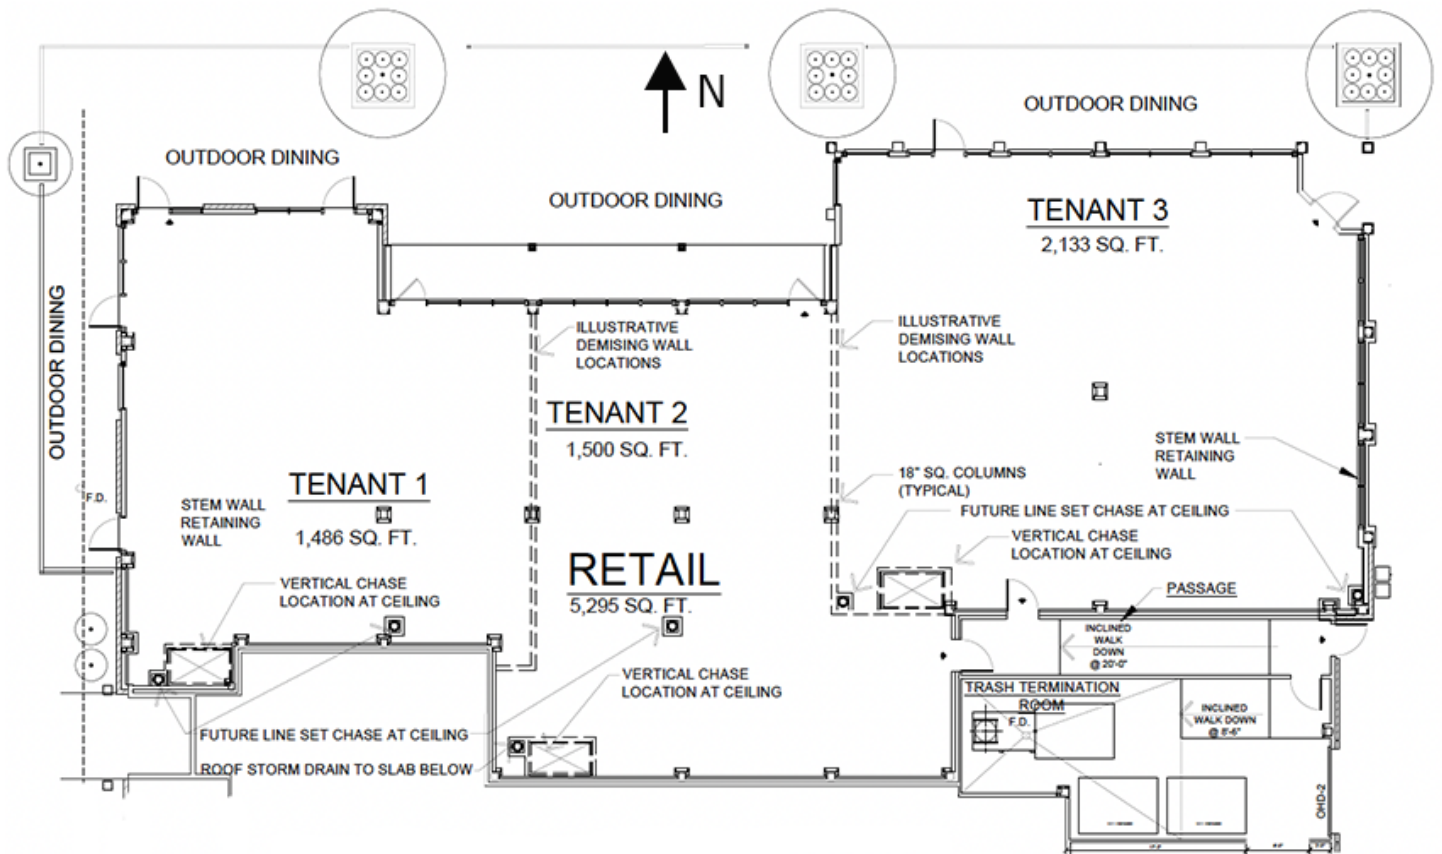 N
OUTDOOR DINING
OUTDOOR DINING
OUTDOOR DINING
TENANT 3
2,133 SQ. FT.
OUTDOOR DINING
ILLUSTRATIVE
DEMISING WALL
LOCATIONS
ILLUSTRATIVE
DEMISING WALL
LOCATIONS
TENANT 2
1,500 SQ. FT.
STEM WALL
RETAINING
WALL
TENANT 1
1,486 SQ. FT.
F.D.
STEM WALL
RETAINING
WALL
18" SQ. COLUMNS
(TYPICAL)
FUTURE LINE SET CHASE AT CEILING
VERTICAL CHASE
LOCATION AT CEILING
RETAIL
5,295 SQ. FT.
VERTICAL CHASE
LOCATION AT CEILING
PASSAGE
INCLINED
WALK
DOWN
@ 20'-0"
VERTICAL CHASE
LOCATION AT CEILING
TRASH TERMINATION
ROOM
F.D.
INCLINED
WALK DOWN
@ 8'-6"
FUTURE LINE SET CHASE AT CEILING
ROOF STORM DRAIN TO SLAB BELOW
OHD-2